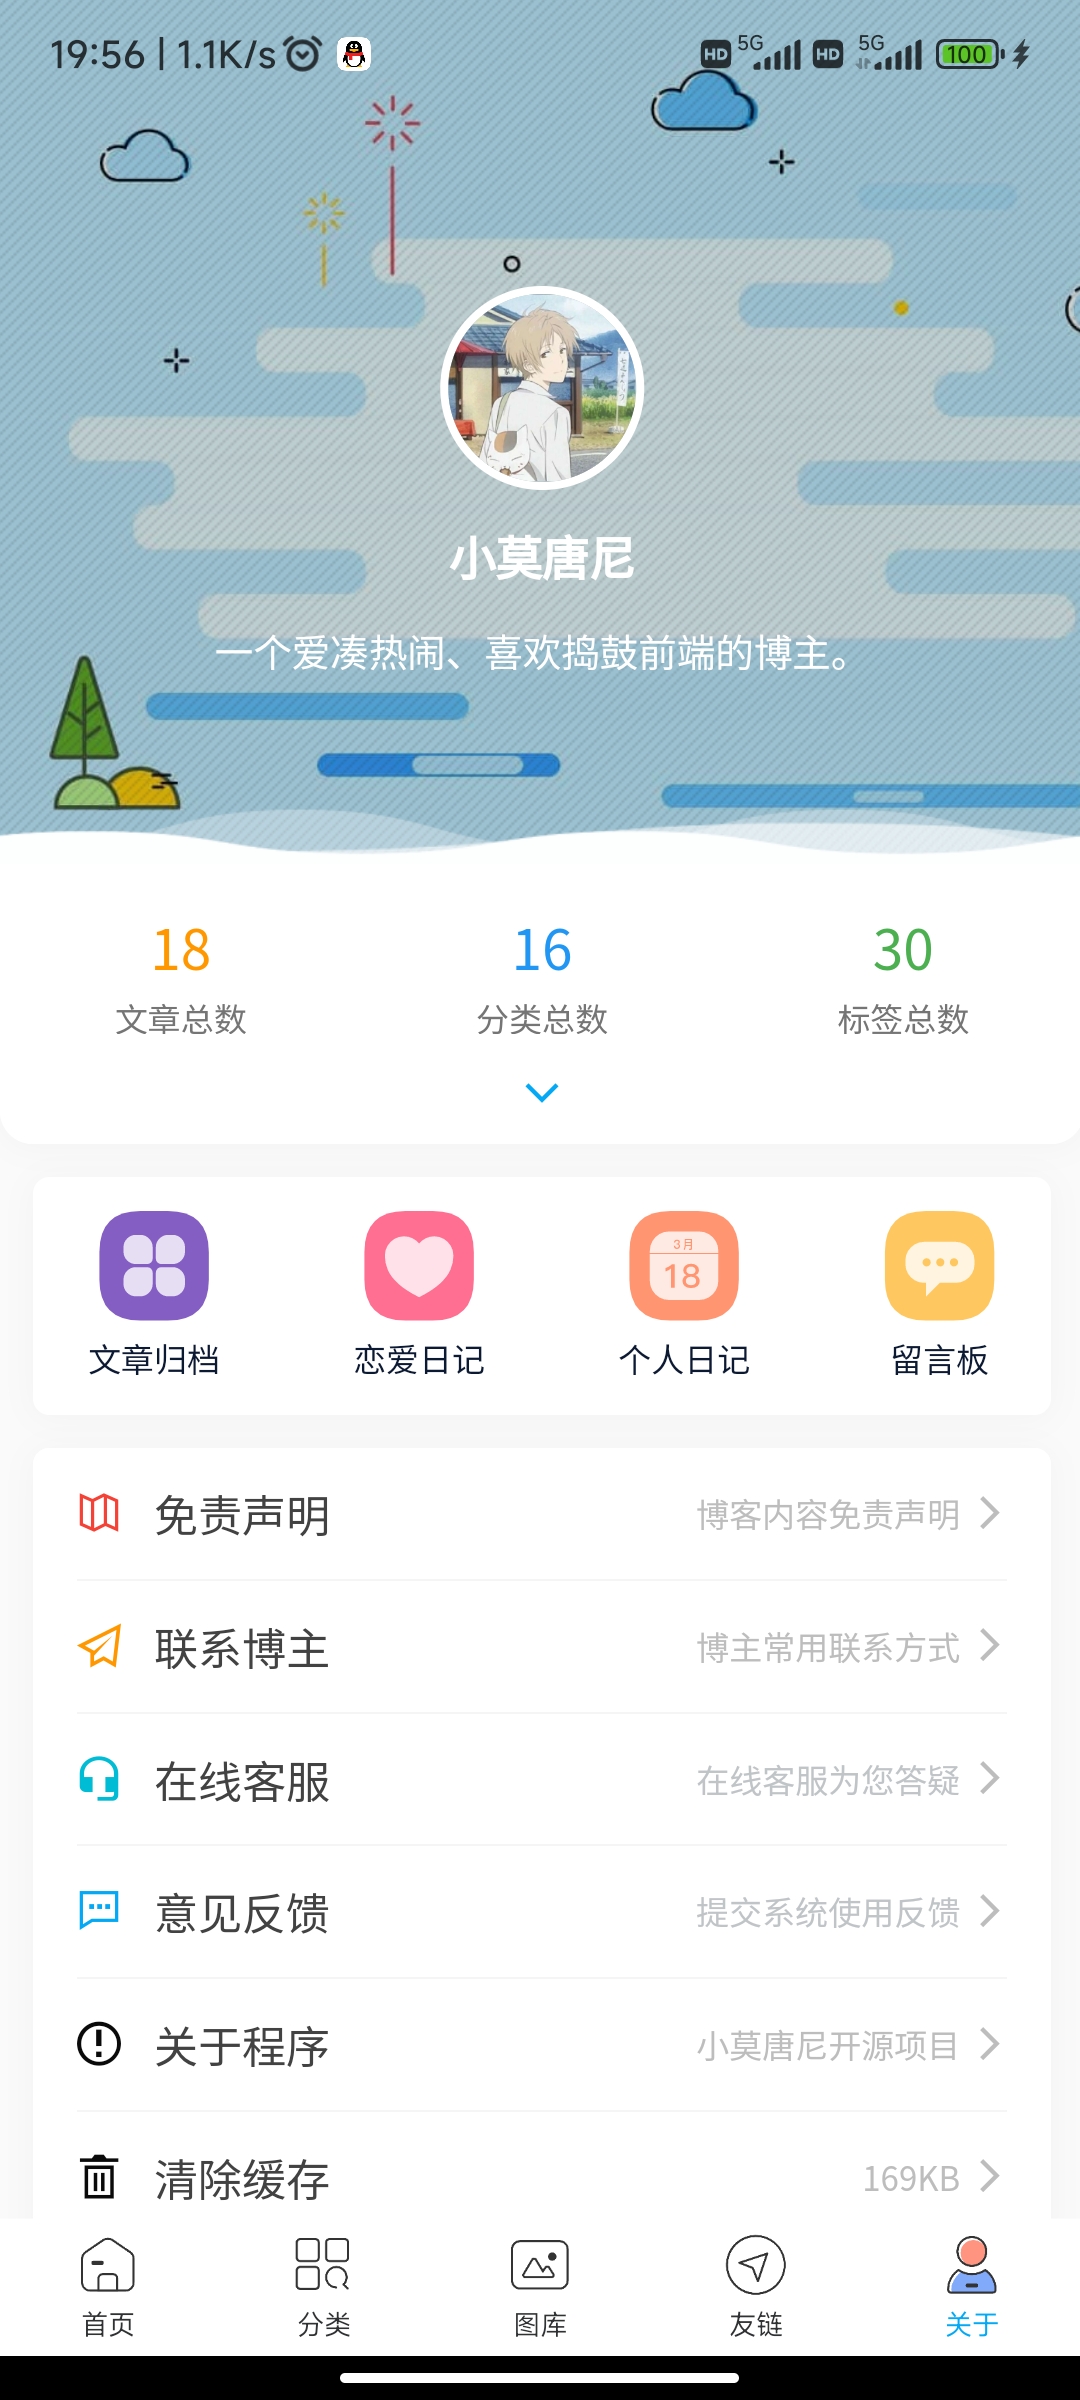 19:56 | 1.1K/s HD 5G HD 5G 100
小莫唐尼
一个爱凑热闹、喜欢捣鼓前端的博主。
18 16 30
文章总数 分类总数 标签总数
3月
18
文章归档 恋爱日记 个人日记 留言板
免责声明 博客内容免责声明
联系博主 博主常用联系方式
在线客服 在线客服为您答疑
意见反馈 提交系统使用反馈
关于程序 小莫唐尼开源项目
清除缓存 169KB
首页 分类 图库 友链 关于